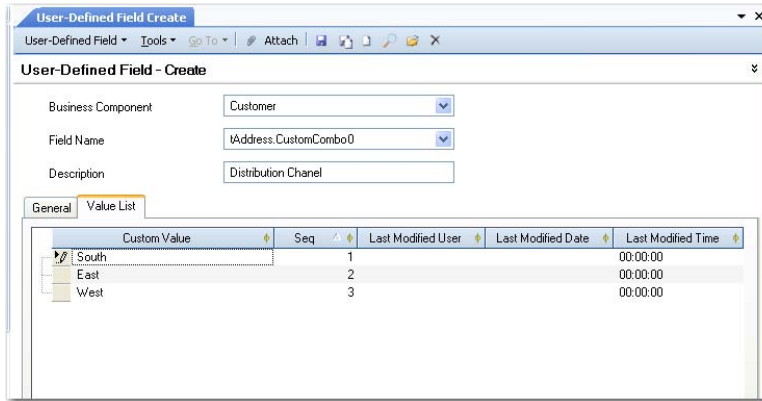 User-Defined Field Create
User-Defined Field Tools Go To Attach
User-Defined Field - Create
Business Component Customer
Field Name tAddress.CustomCombo0
Description Distribution Chanel
General Value List
Custom Value Seq Last Modified User Last Modified Date Last Modified Time
South 1 00:00:00
East 2 00:00:00
West 3 00:00:00